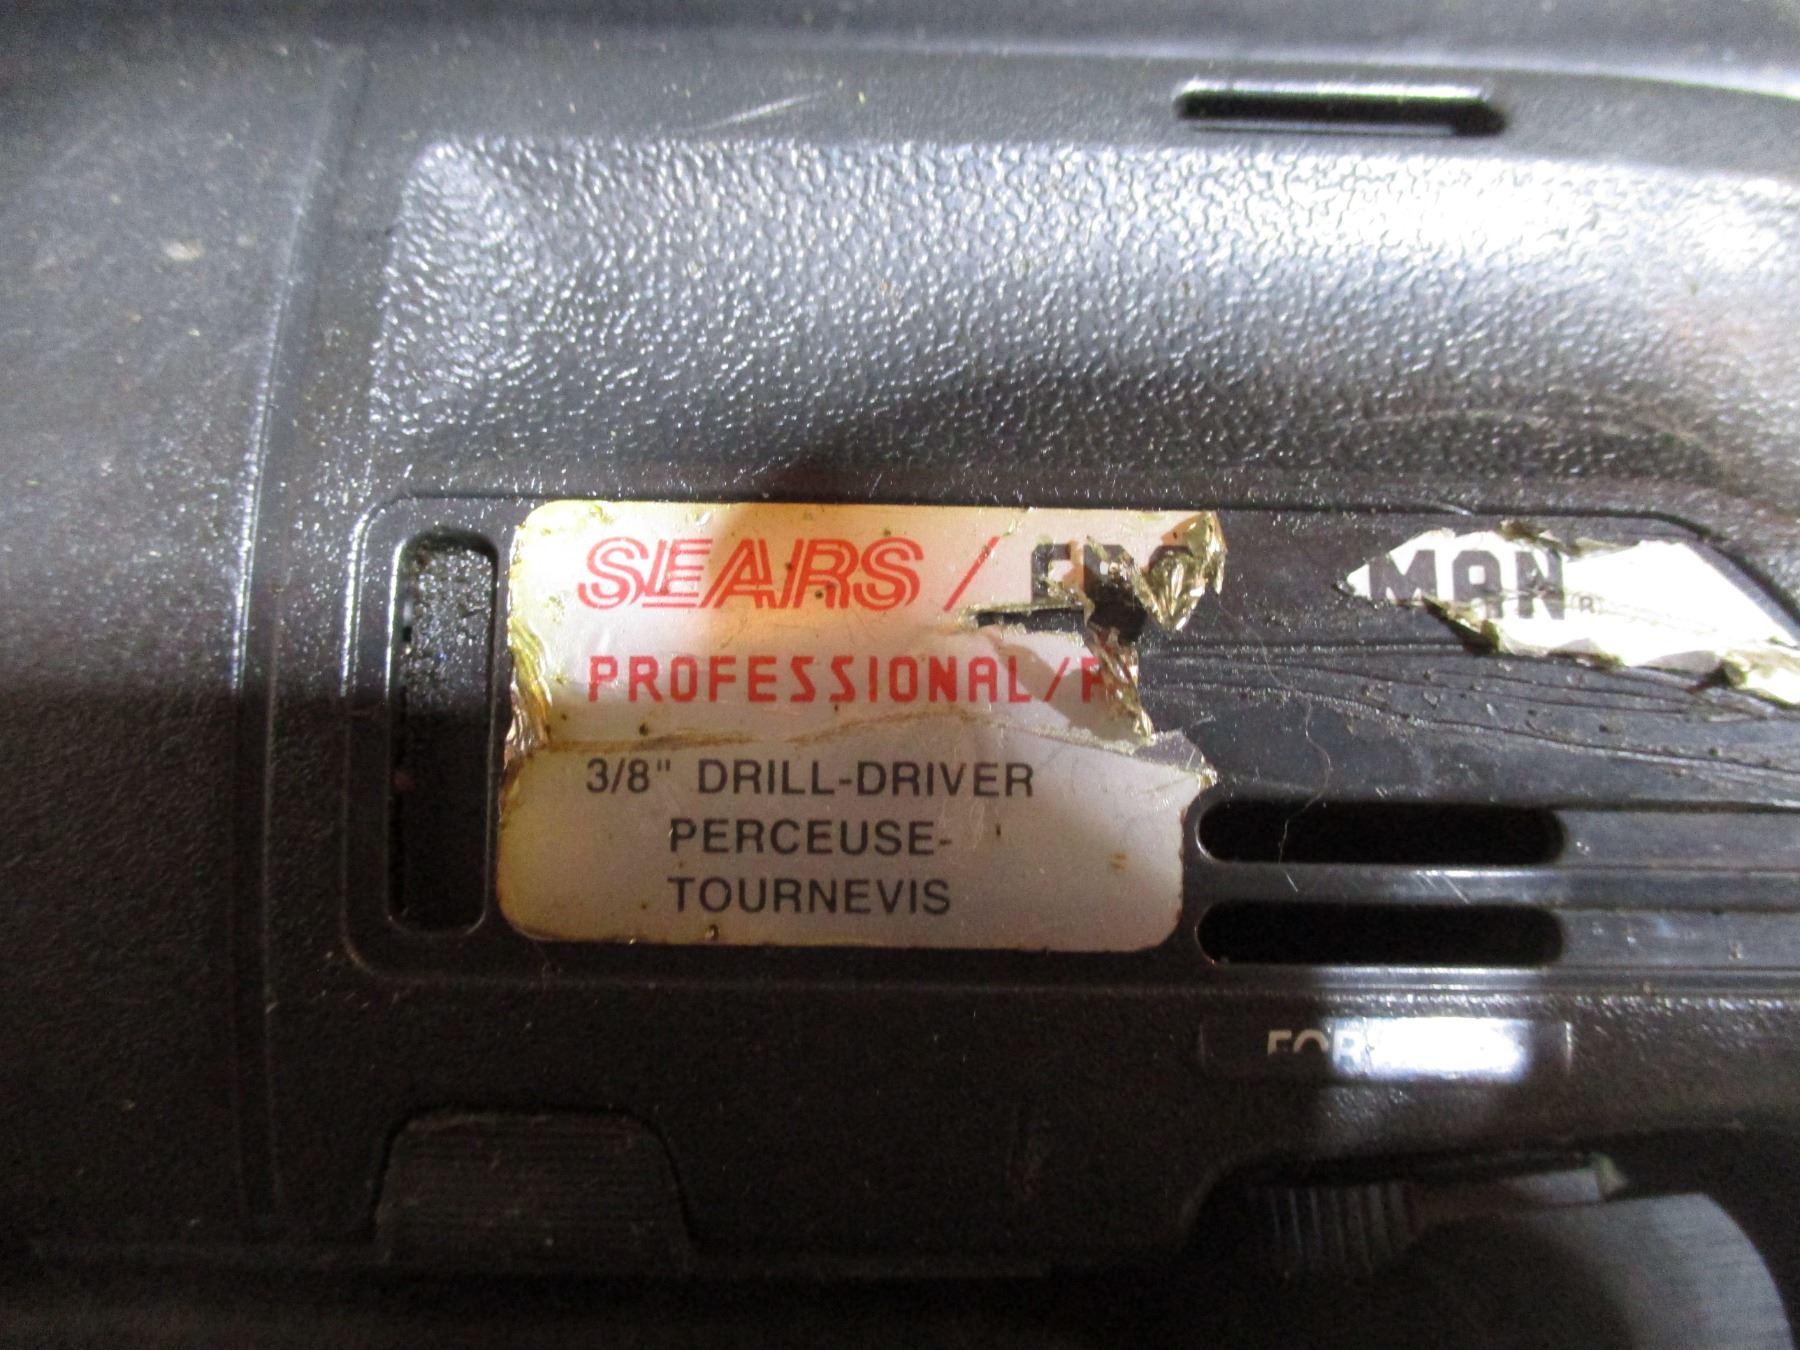 SEARS / MAN®
PROFESSIONAL/
3/8" DRILL-DRIVER
PERCEUSE-
TOURNEVIS